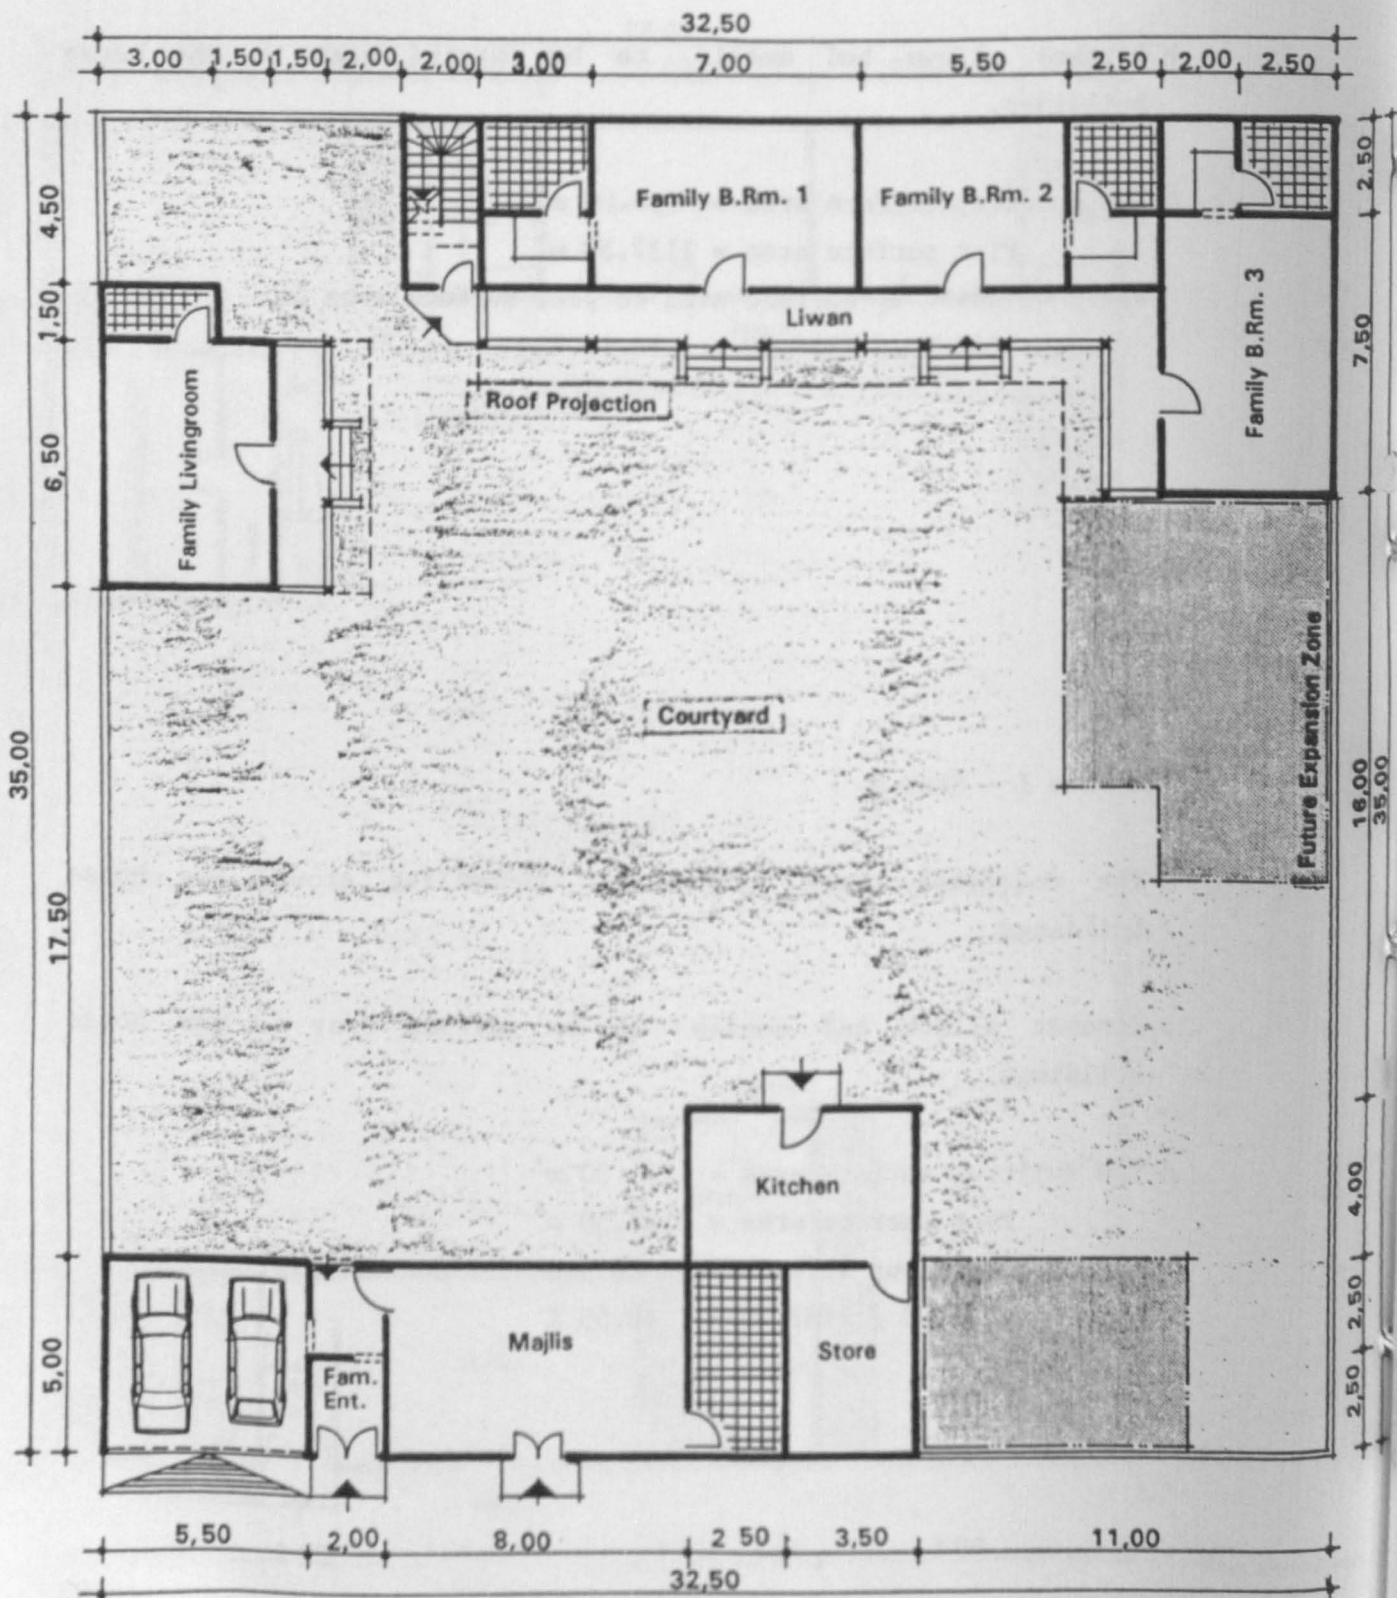 32,50
3,00 1,50 1,50 2,00 2,00 3,00 7,00 5,50 2,50 2,00 2,50
4,50
1,50
6,50
17,50
5,00
35,00
Family B.Rm. 1
Family B.Rm. 2
Family B.Rm. 3
Liwan
Roof Projection
Family Livingroom
Courtyard
Future Expansion Zone
Kitchen
Majlis
Store
Fam.
Ent.
2,50
7,50
16,00
35,00
4,00
2,50
2,50
5,50 2,00 8,00 2 50 3,50 11,00
32,50